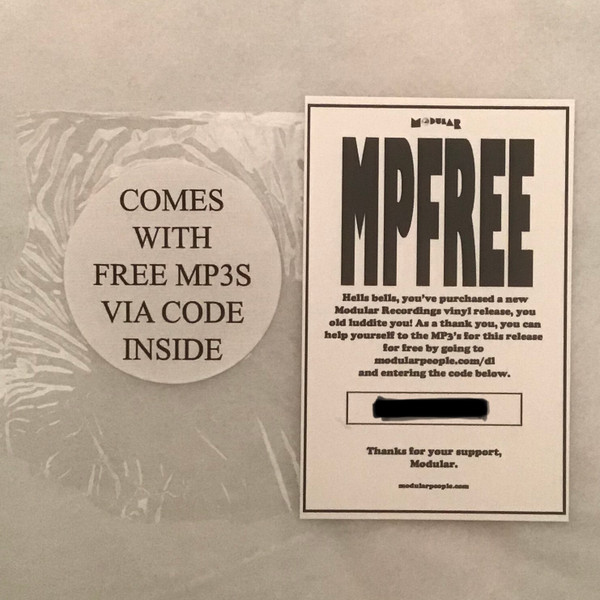 COMES
WITH
FREE MP3S
VIA CODE
INSIDE
MODULAR
MPFREE
Hells bells, you've purchased a new
Modular Recordings vinyl release, you
old luddite you! As a thank you, you can
help yourself to the MP3's for this release
for free by going to
modularpeople.com/dl
and entering the code below.
Thanks for your support,
Modular.
modularpeople.com